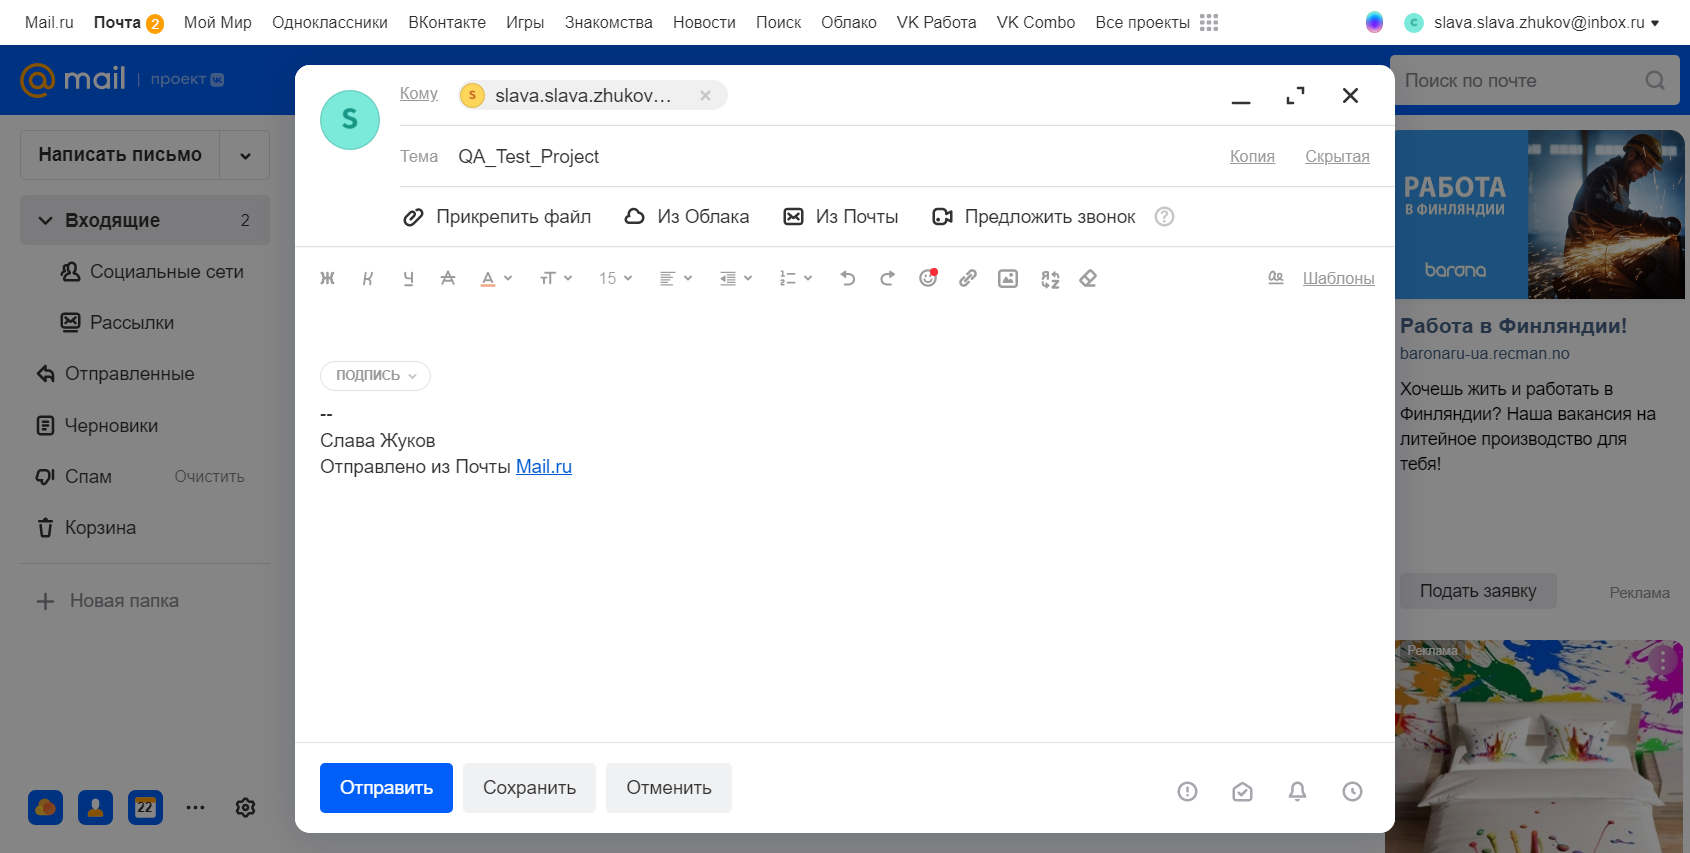 Mail.ru Почта 2 Мой Мир Одноклассники ВКонтакте Игры Знакомства Новости Поиск Облако VK Работа VK Combo Все проекты C slava.slava.zhukov@inbox.ru
@mail | проект
Поиск по почте
Написать письмо
Входящие 2
Социальные сети
Рассылки
Отправленные
Черновики
Спам Очистить
Корзина
Новая папка
22
S
Кому S slava.slava.zhukov...
Тема QA_Test_Project Копия Скрытая
Прикрепить файл Из Облака Из Почты Предложить звонок ?
Ж К Ч А А тТ 15 Шаблоны
ПОДПИСЬ
--
Слава Жуков
Отправлено из Почты Mail.ru
Отправить Сохранить Отменить
РАБОТА
В ФИНЛЯНДИИ
barona
Работа в Финляндии!
baronaru-ua.recman.no
Хочешь жить и работать в
Финляндии? Наша вакансия на
литейное производство для
тебя!
Подать заявку Реклама
Реклама